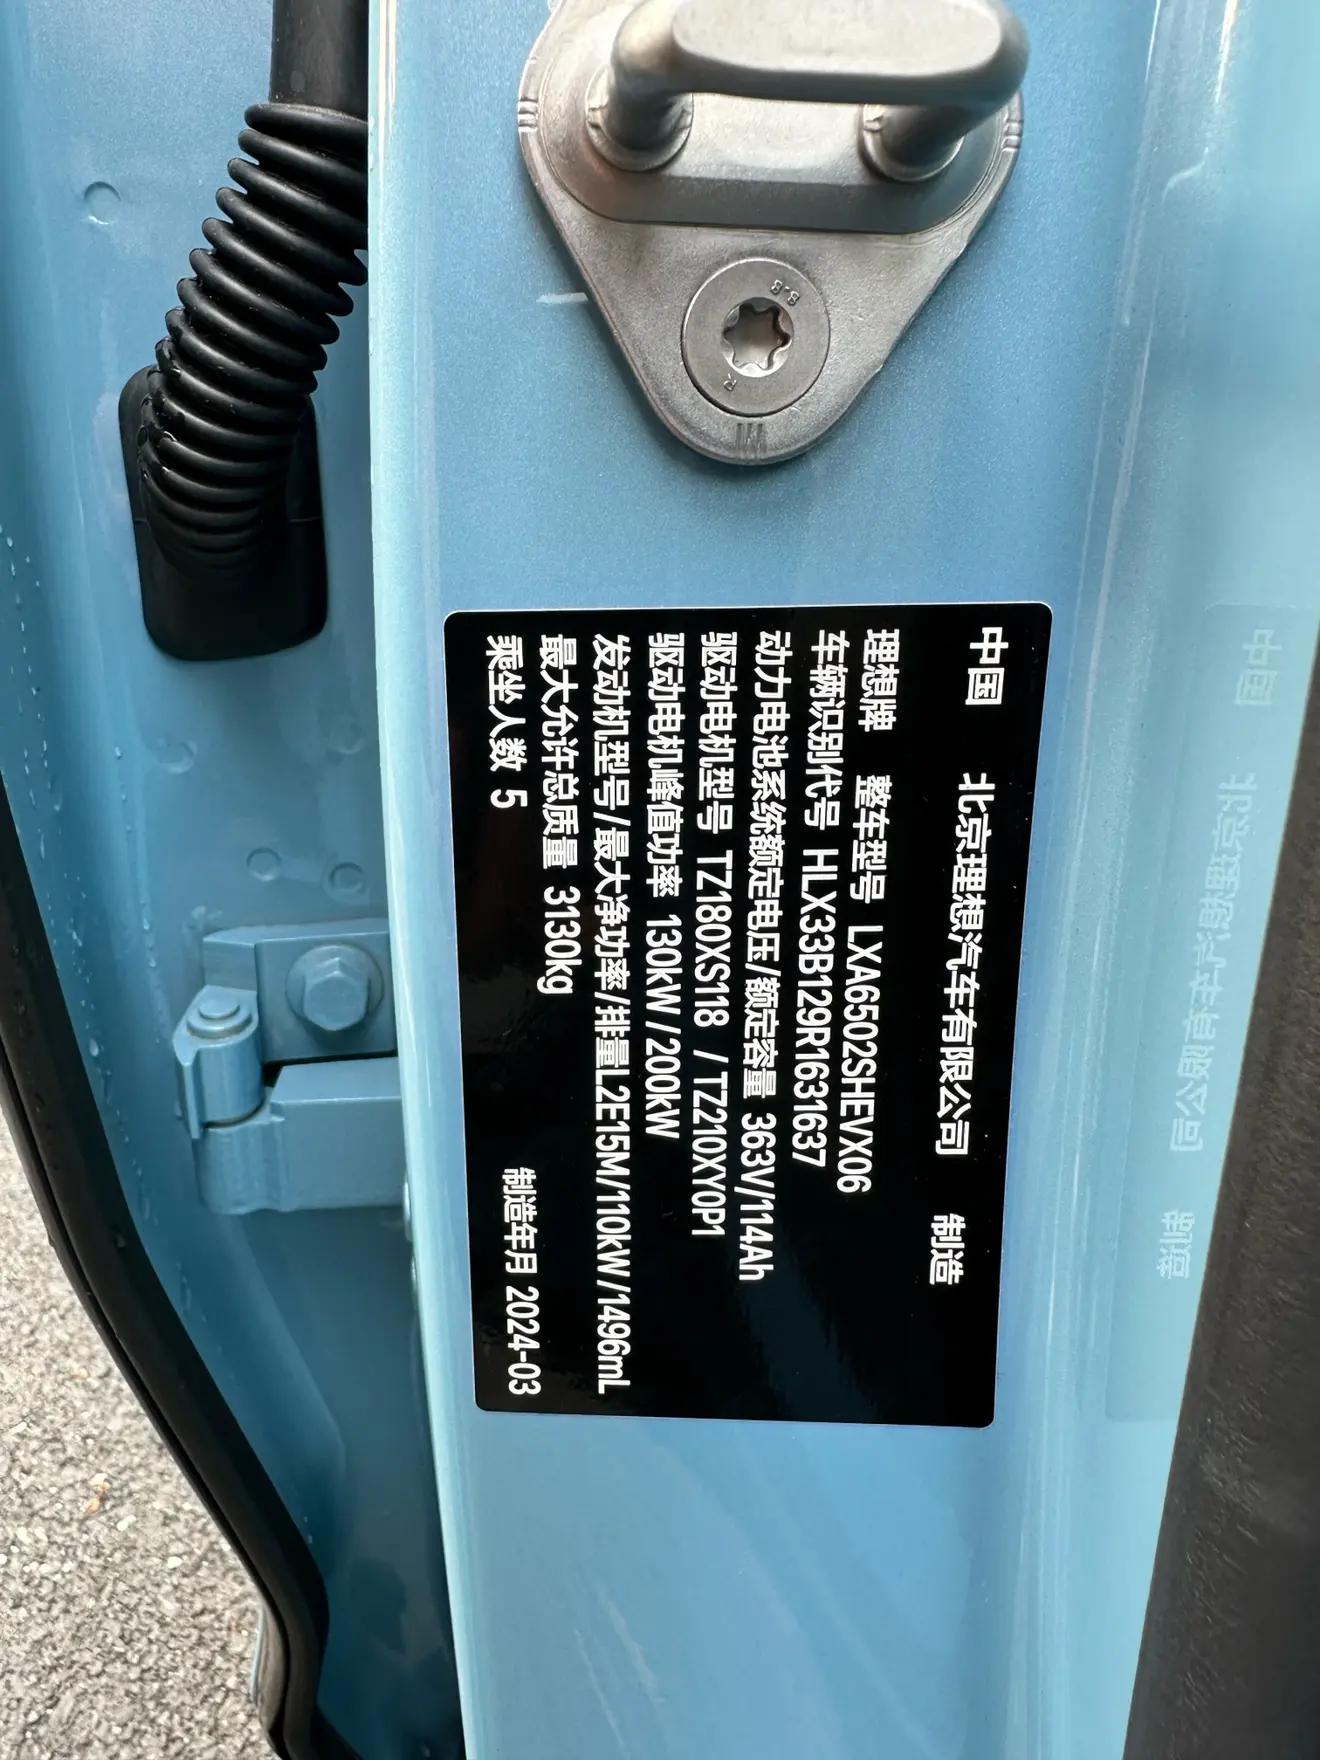 中国 北京理想汽车有限公司 制造
理想牌 整车型号 LXA6502SHEVX06
车辆识别代号 HLX33B129R1631637
动力电池系统额定电压/额定容量 363V/114Ah
驱动电机型号 TZ180XS118 /TZ210XY0P1
驱动电机峰值功率 130kW/200kW
发动机型号/最大净功率/排量L2E15M/110kW/1496mL
最大允许总质量 3130kg
乘坐人数 5 制造年月 2024-03
8.8
R